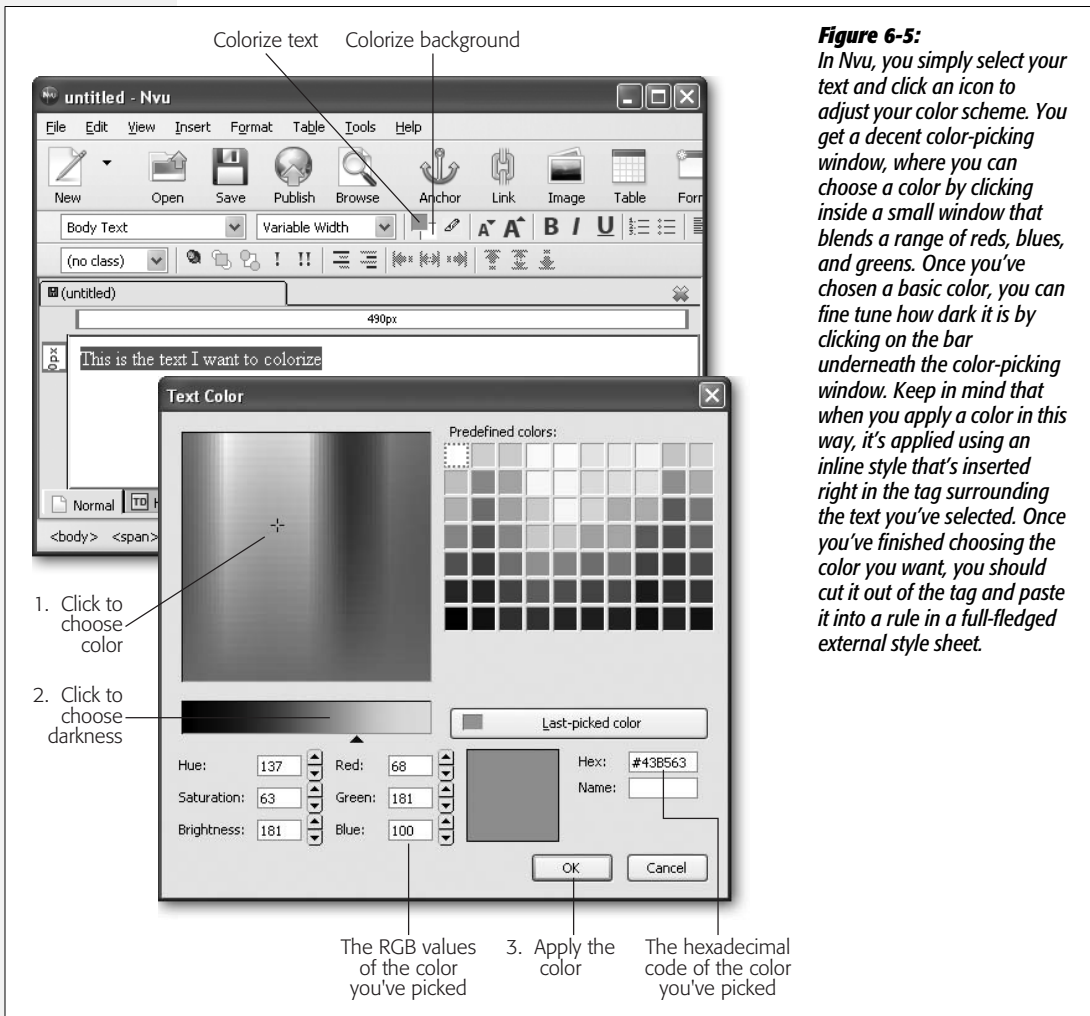 Colorize text
Colorize background
untitled - Nvu
File Edit View Insert Format Table Tools Help
New Open Save Publish Browse Anchor Link Image Table Forr
Body Text Variable Width A A B I U
(no class) ! !!
(untitled)
490px
0px
This is the text I want to colorize
Text Color
Predefined colors:
Normal TD H
<body> <span>
1. Click to
choose
color
2. Click to
choose
darkness
Last-picked color
Hue: 137 Red: 68 Hex: #43B563
Saturation: 63 Green: 181 Name:
Brightness: 181 Blue: 100
OK Cancel
The RGB values
of the color
you've picked
3. Apply the
color
The hexadecimal
code of the color
you've picked
Figure 6-5:
In Nvu, you simply select your
text and click an icon to
adjust your color scheme. You
get a decent color-picking
window, where you can
choose a color by clicking
inside a small window that
blends a range of reds, blues,
and greens. Once you've
chosen a basic color, you can
fine tune how dark it is by
clicking on the bar
underneath the color-picking
window. Keep in mind that
when you apply a color in this
way, it's applied using an
inline style that's inserted
right in the tag surrounding
the text you've selected. Once
you've finished choosing the
color you want, you should
cut it out of the tag and paste
it into a rule in a full-fledged
external style sheet.